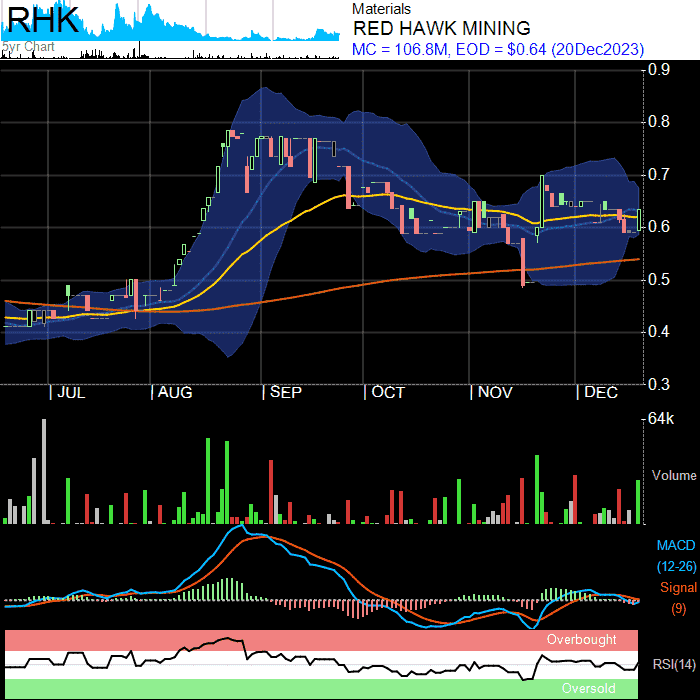 RHK
5yr Chart
Materials
RED HAWK MINING
MC = 106.8M, EOD = $0.64 (20Dec2023)
0.9
0.8
0.7
0.6
0.5
0.4
0.3
| JUL | AUG | SEP | OCT | NOV | DEC
64k
Volume
MACD
(12-26)
Signal
(9)
Overbought
RSI(14)
Oversold